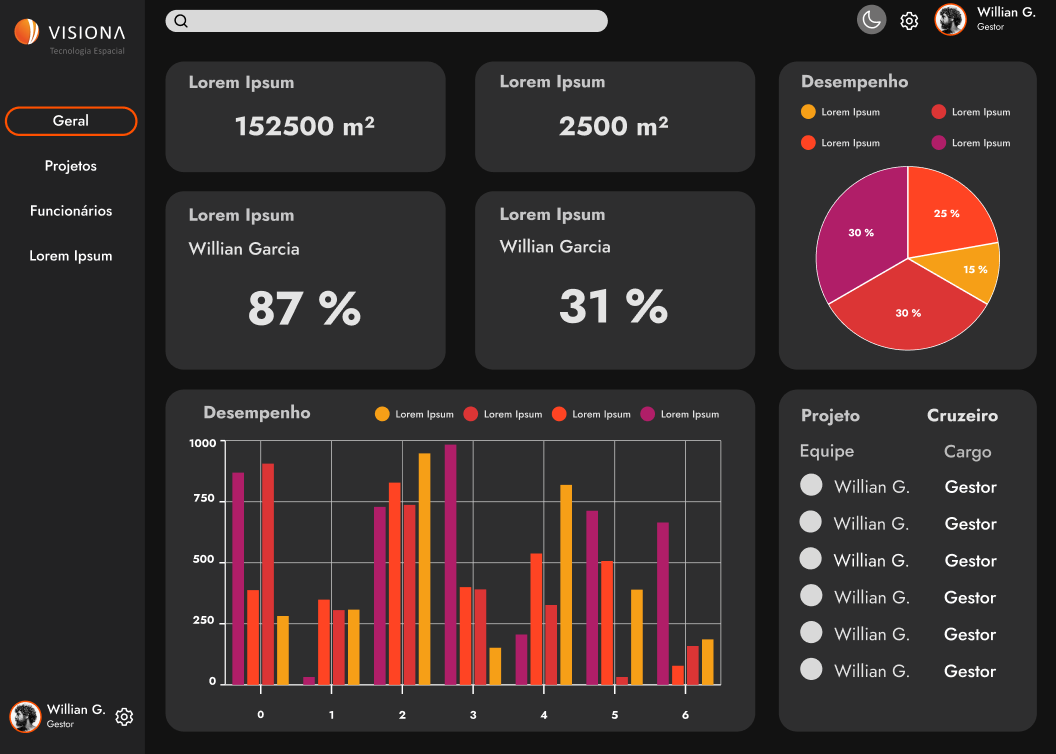 VISIONA
Tecnologia Espacial
Geral
Projetos
Funcionários
Lorem Ipsum
Willian G.
Gestor
Willian G.
Gestor
Lorem Ipsum
152500 m²
Lorem Ipsum
2500 m²
Lorem Ipsum
Willian Garcia
87 %
Lorem Ipsum
Willian Garcia
31 %
Desempenho
Lorem Ipsum
Lorem Ipsum
Lorem Ipsum
Lorem Ipsum
25 %
30 %
15 %
30 %
Desempenho
Lorem Ipsum
Lorem Ipsum
Lorem Ipsum
Lorem Ipsum
1000
750
500
250
0
0 1 2 3 4 5 6
Projeto Cruzeiro
Equipe Cargo
Willian G. Gestor
Willian G. Gestor
Willian G. Gestor
Willian G. Gestor
Willian G. Gestor
Willian G. Gestor